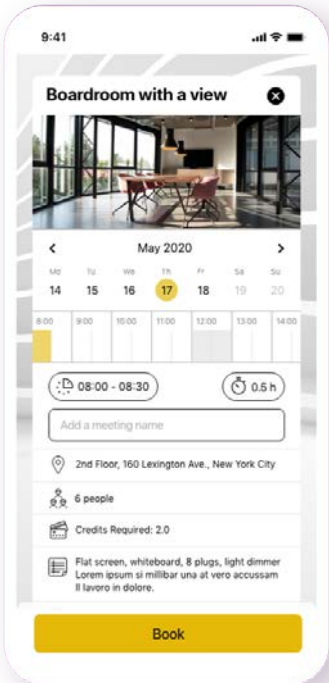 9:41
Boardroom with a view
May 2020
Mo Tu We Th Fr Sa Su
14 15 16 17 18 19 20
8:00 9:00 10:00 11:00 12:00 13:00 14:00
08:00 - 08:30
0.5 h
Add a meeting name
2nd Floor, 160 Lexington Ave., New York City
6 people
Credits Required: 2.0
Flat screen, whiteboard, 8 plugs, light dimmer
Lorem ipsum si millibar una at vero accussam
Il lavoro in dolore.
Book